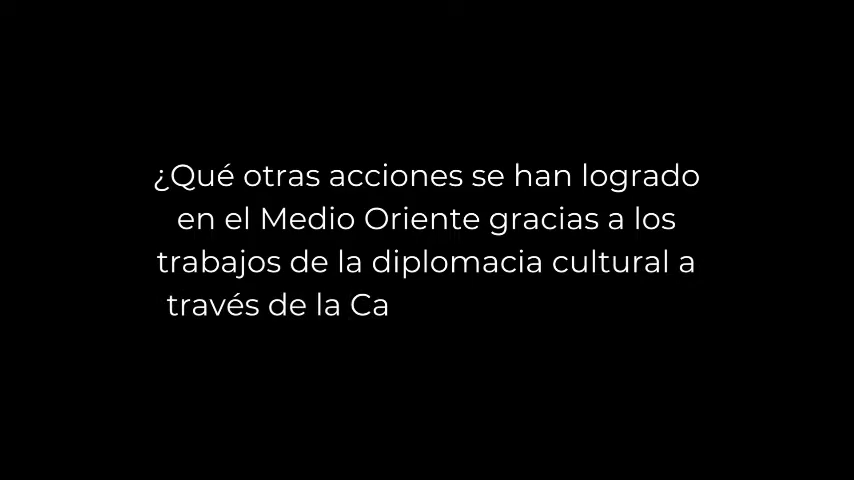 ¿Qué otras acciones se han logrado
en el Medio Oriente gracias a los
trabajos de la diplomacia cultural a
través de la Ca